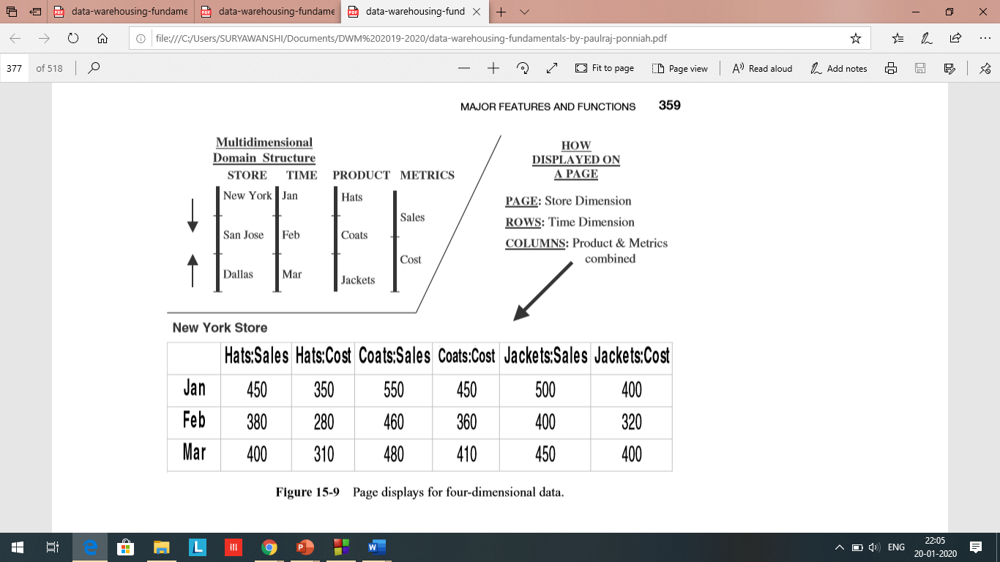 data-warehousing-fundame
data-warehousing-fundame
data-warehousing-fund
file:///C:/Users/SURYAWANSHI/Documents/DWM%202019-2020/data-warehousing-fundamentals-by-paulraj-ponniah.pdf
377 of 518 Fit to page Page view Read aloud Add notes
MAJOR FEATURES AND FUNCTIONS 359
Multidimensional
Domain Structure
STORE TIME PRODUCT METRICS
New York Jan Hats
Sales
San Jose Feb Coats
Cost
Dallas Mar Jackets
HOW
DISPLAYED ON
A PAGE
PAGE: Store Dimension
ROWS: Time Dimension
COLUMNS: Product & Metrics
combined
New York Store
Hats:Sales Hats:Cost Coats:Sales Coats:Cost Jackets:Sales Jackets:Cost
Jan 450 350 550 450 500 400
Feb 380 280 460 360 400 320
Mar 400 310 480 410 450 400
Figure 15-9 Page displays for four-dimensional data.
ENG
22:05
20-01-2020